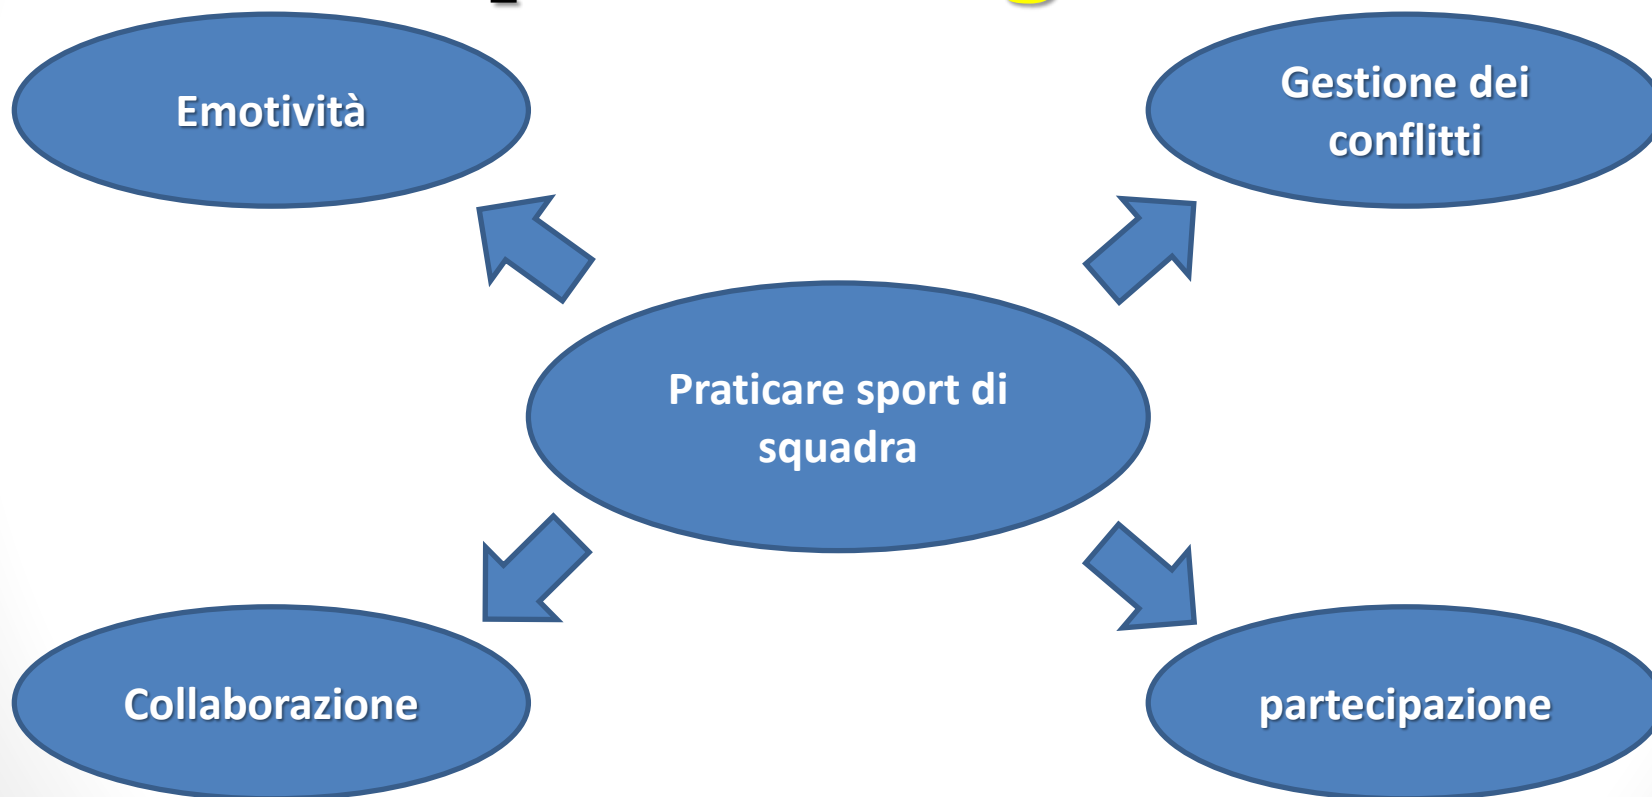 Emotività
Gestione dei
conflitti
Praticare sport di
squadra
Collaborazione
partecipazione